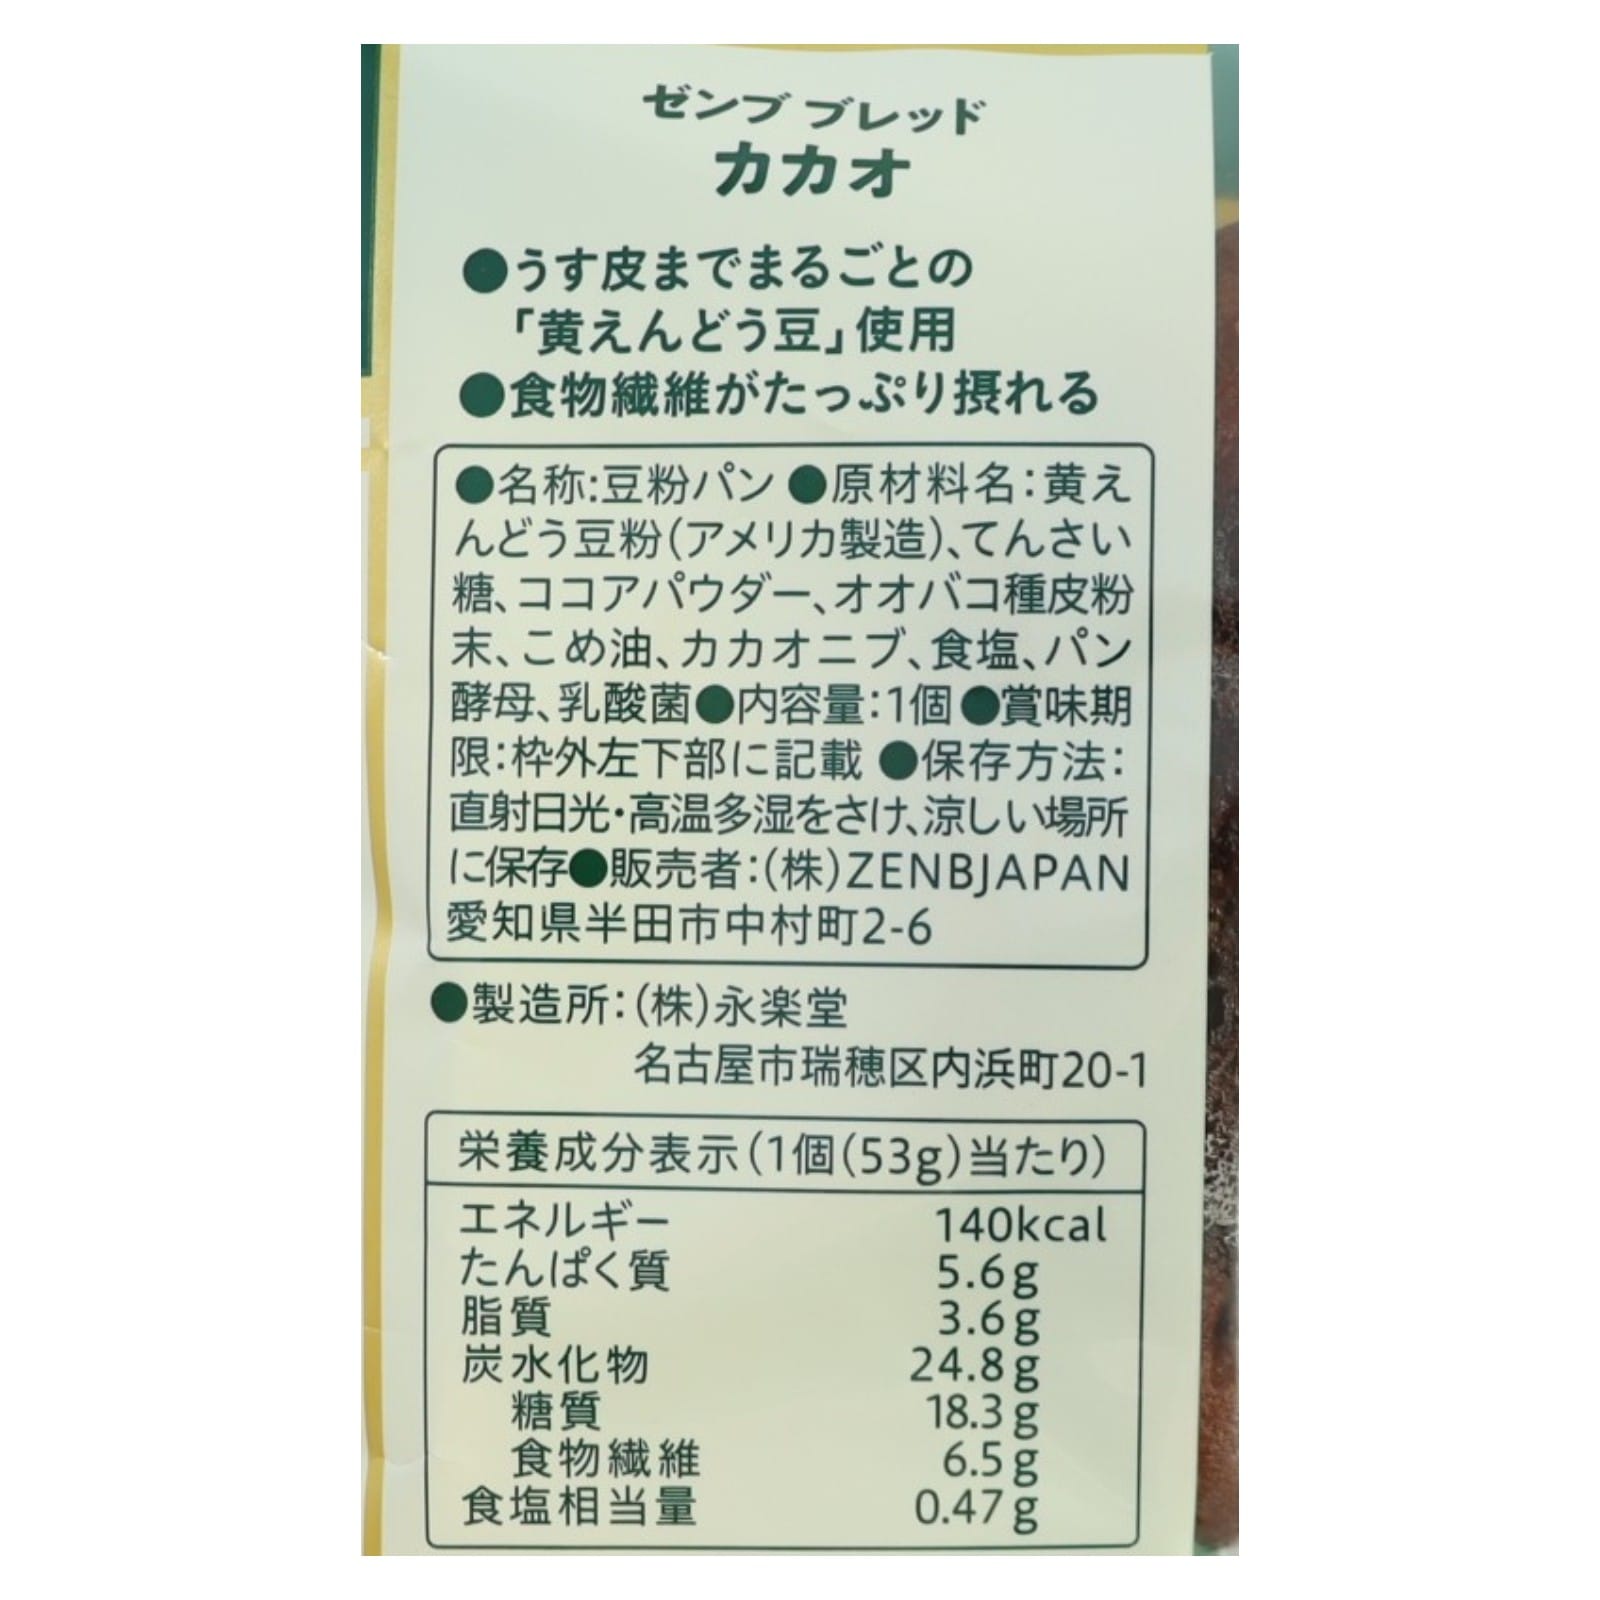 ゼンブ ブレッド
カカオ
●うす皮までまるごとの
「黄えんどう豆」使用
●食物繊維がたっぷり摂れる
●名称:豆粉パン ●原材料名:黄え
んどう豆粉(アメリカ製造)、てんさい
糖、ココアパウダー、オオバコ種皮粉
末、こめ油、カカオニブ、食塩、パン
酵母、乳酸菌●内容量:1個 ●賞味期
限:枠外左下部に記載 ●保存方法:
直射日光・高温多湿をさけ、涼しい場所
に保存●販売者:(株)ZENBJAPAN
愛知県半田市中村町2-6
●製造所:(株)永楽堂
名古屋市瑞穂区内浜町20-1
栄養成分表示(1個(53g)当たり)
エネルギー 140kcal
たんぱく質 5.6g
脂質 3.6g
炭水化物 24.8g
糖質 18.3g
食物繊維 6.5g
食塩相当量 0.47g